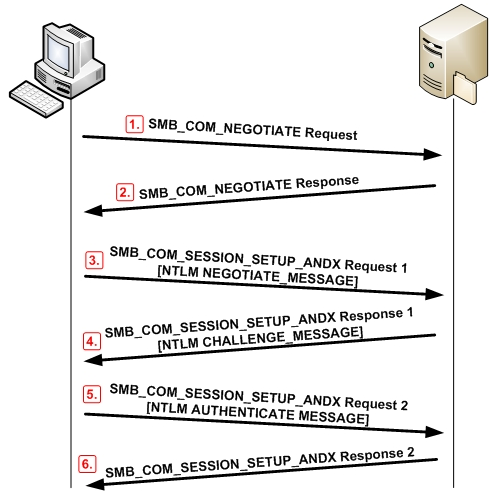 1. SMB_COM_NEGOTIATE Request
2. SMB_COM_NEGOTIATE Response
3. SMB_COM_SESSION_SETUP_ANDX Request 1
[NTLM NEGOTIATE_MESSAGE]
4. SMB_COM_SESSION_SETUP_ANDX Response 1
[NTLM CHALLENGE_MESSAGE]
5. SMB_COM_SESSION_SETUP_ANDX Request 2
[NTLM AUTHENTICATE MESSAGE]
6. SMB_COM_SESSION_SETUP_ANDX Response 2